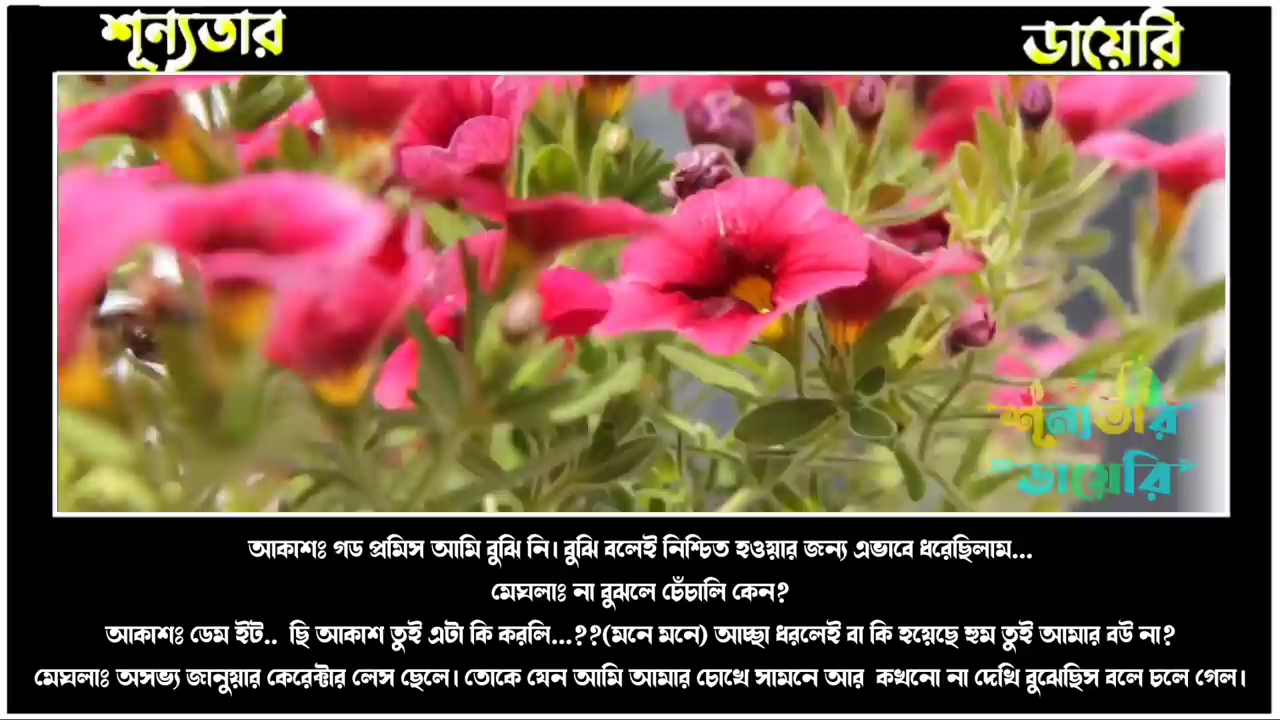 শূন্যতার ডায়েরি
শূন্যতার
ডায়েরি
আকাশঃ গড প্রমিস আমি বুঝি নি। বুঝি বলেই নিশ্চিত হওয়ার জন্য এভাবে ধরেছিলাম...
মেঘলাঃ না বুঝলে চেঁচালি কেন?
আকাশঃ ডেম ইট.. ছি আকাশ তুই এটা কি করলি...??(মনে মনে) আচ্ছা ধরলেই বা কি হয়েছে হুম তুই আমার বউ না?
মেঘলাঃ অসভ্য জানুয়ার কেরেক্টার লেস ছেলে। তোকে যেন আমি আমার চোখে সামনে আর কখনো না দেখি বুঝেছিস বলে চলে গেল।